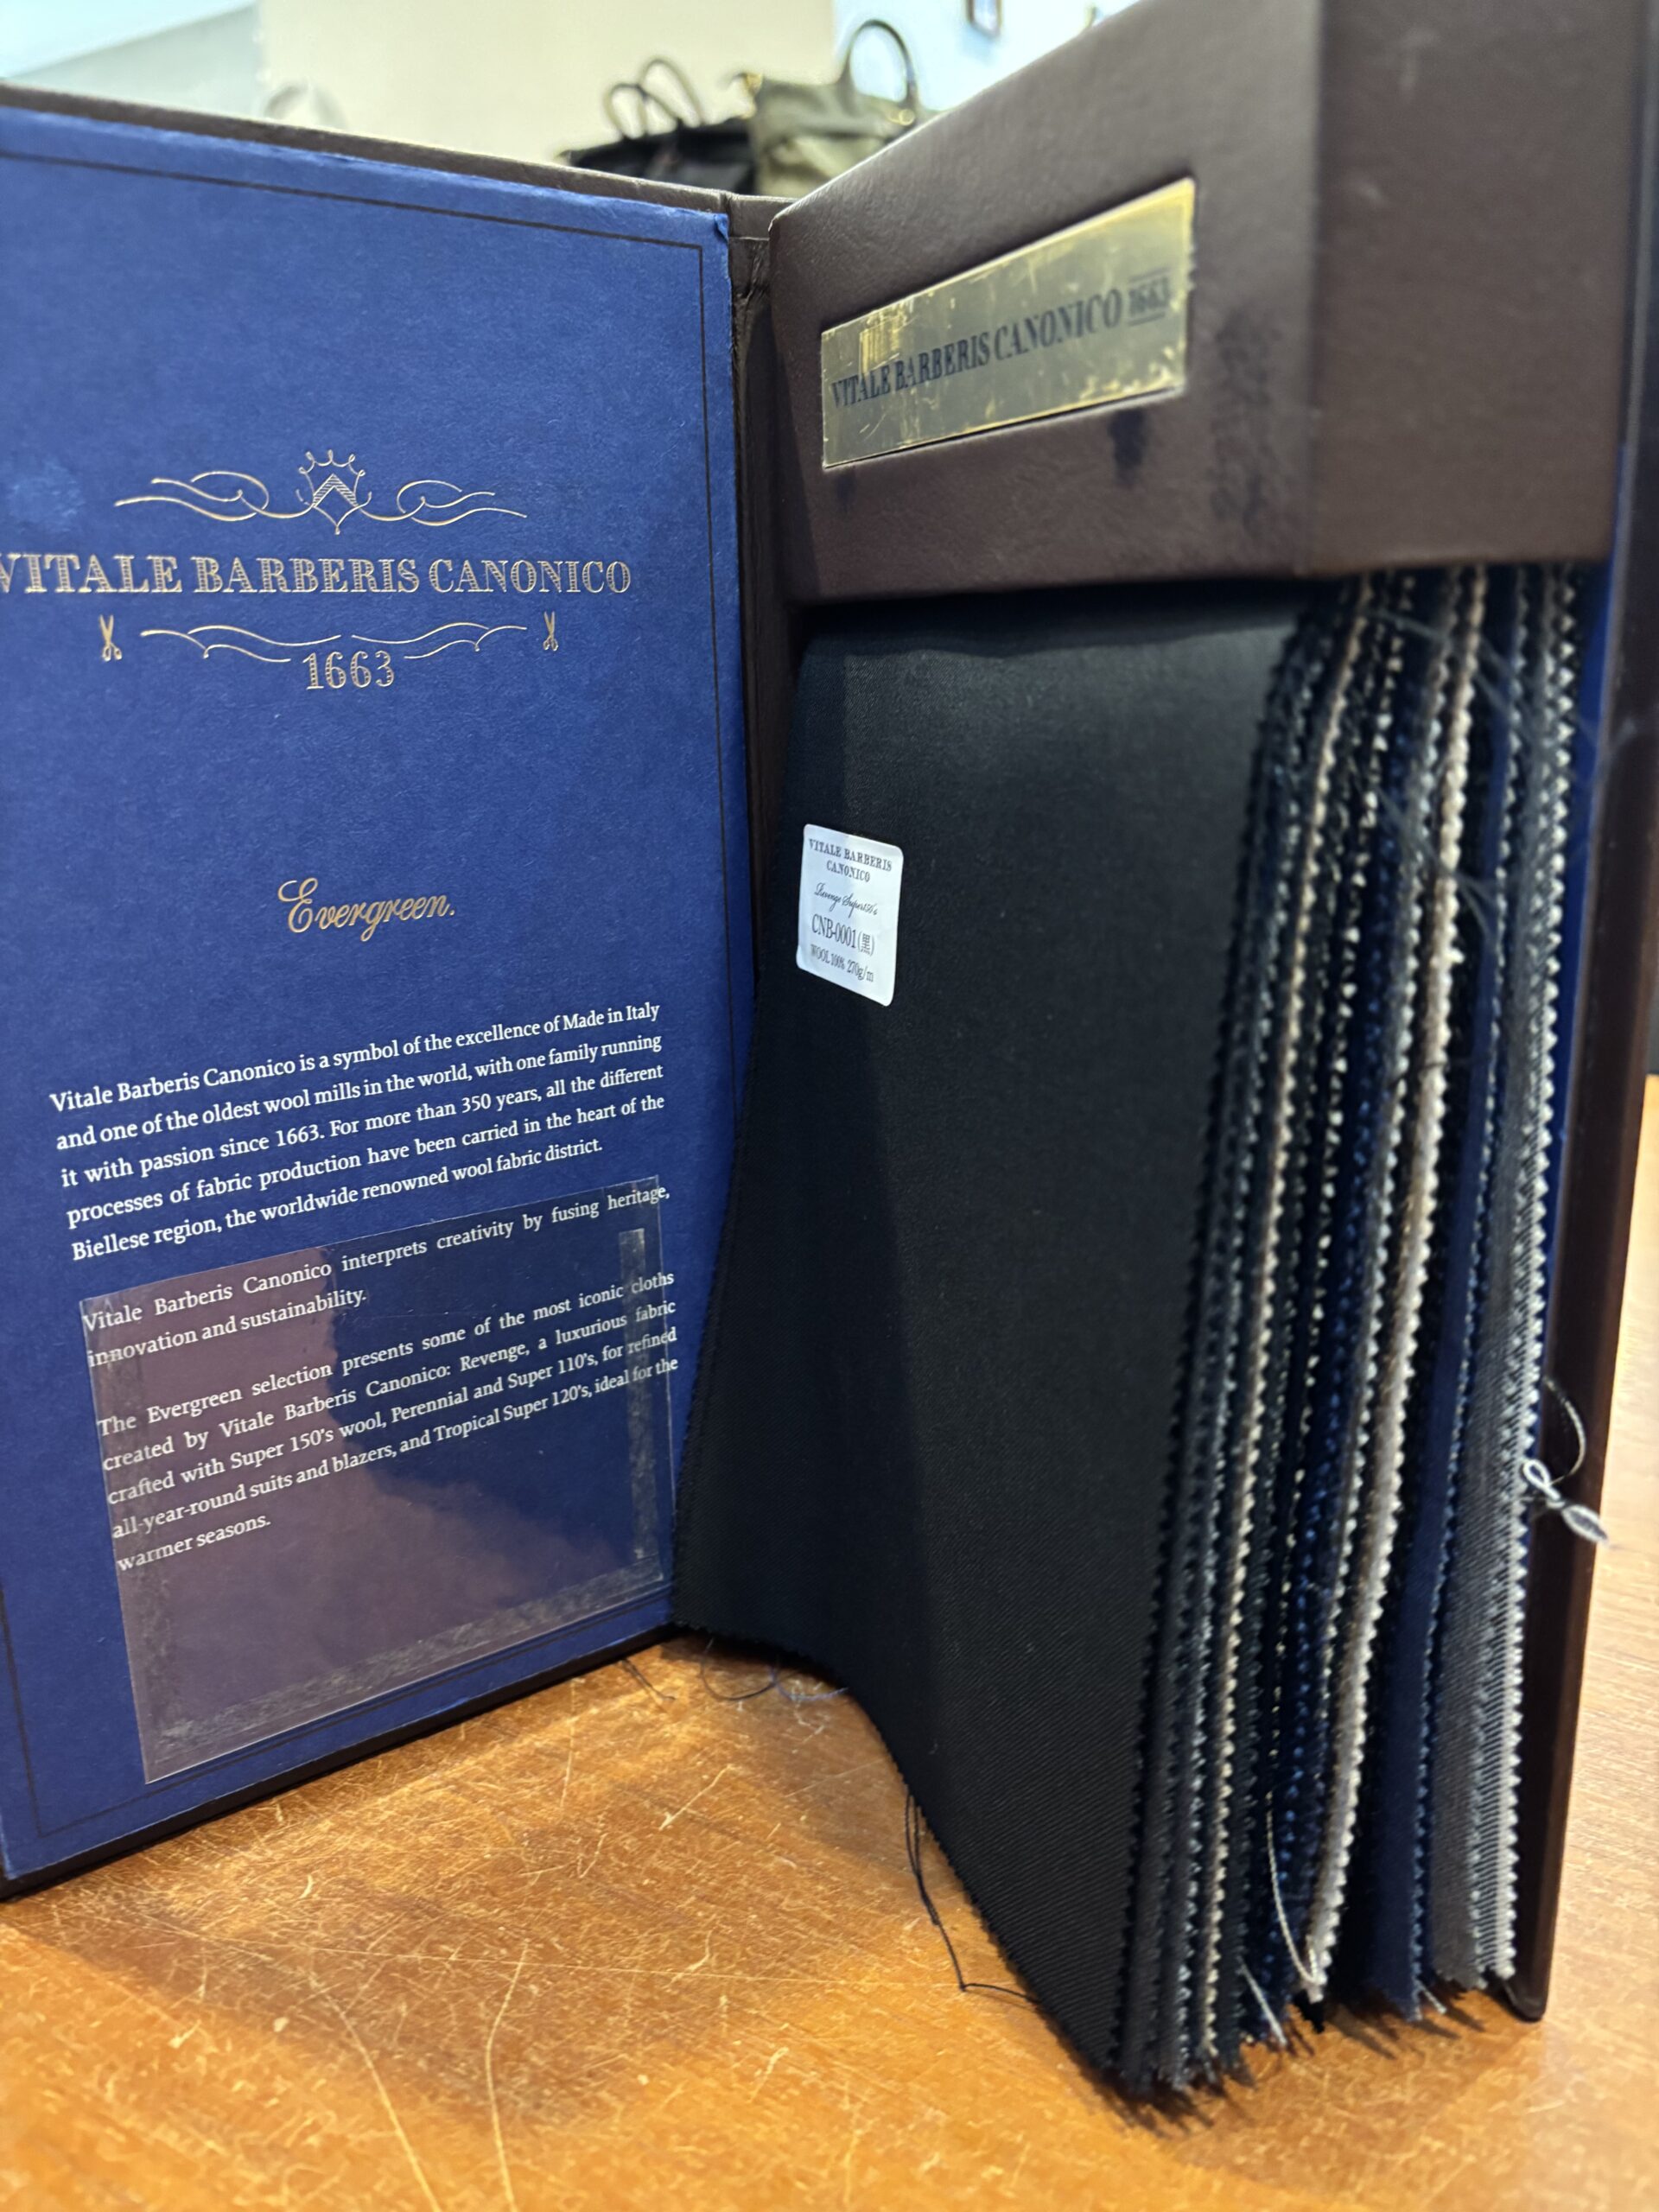 VITALE BARBERIS CANONICO
1663
Evergreen.
Vitale Barberis Canonico is a symbol of the excellence of Made in Italy
and one of the oldest wool mills in the world, with one family running
it with passion since 1663. For more than 350 years, all the different
processes of fabric production have been carried in the heart of the
Biellese region, the worldwide renowned wool fabric district.
Vitale Barberis Canonico interprets creativity by fusing heritage,
innovation and sustainability.
The Evergreen selection presents some of the most iconic cloths
created by Vitale Barberis Canonico: Revenge, a luxurious fabric
crafted with Super 150's wool, Perennial and Super 110's, for refined
all-year-round suits and blazers, and Tropical Super 120's, ideal for the
warmer seasons.
VITALE BARBERIS CANONICO 1663
VITALE BARBERIS
CANONICO
Revenge Super150's
CNB-0001(黒)
WOOL 100% 270g/m